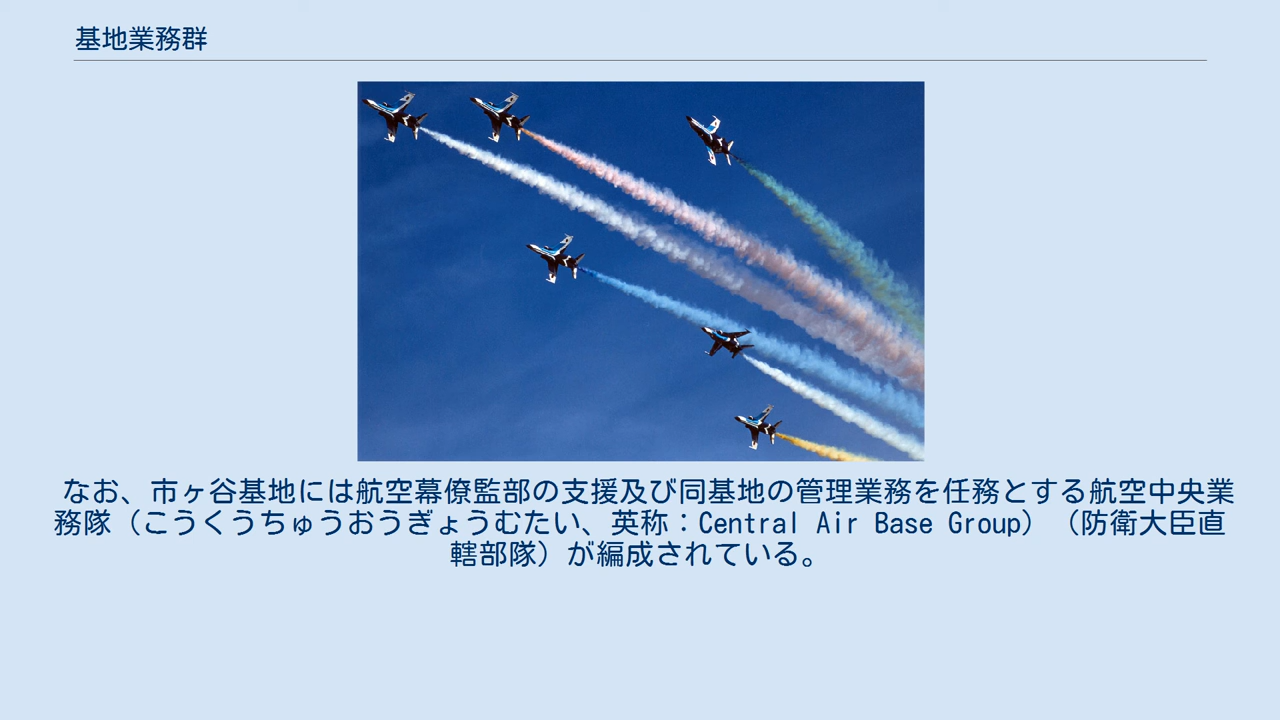 基地業務群
なお、市ヶ谷基地には航空幕僚監部の支援及び同基地の管理業務を任務とする航空中央業
務隊（こうくうちゅうおうぎょうむたい、英称：Central Air Base Group）（防衛大臣直
轄部隊）が編成されている。